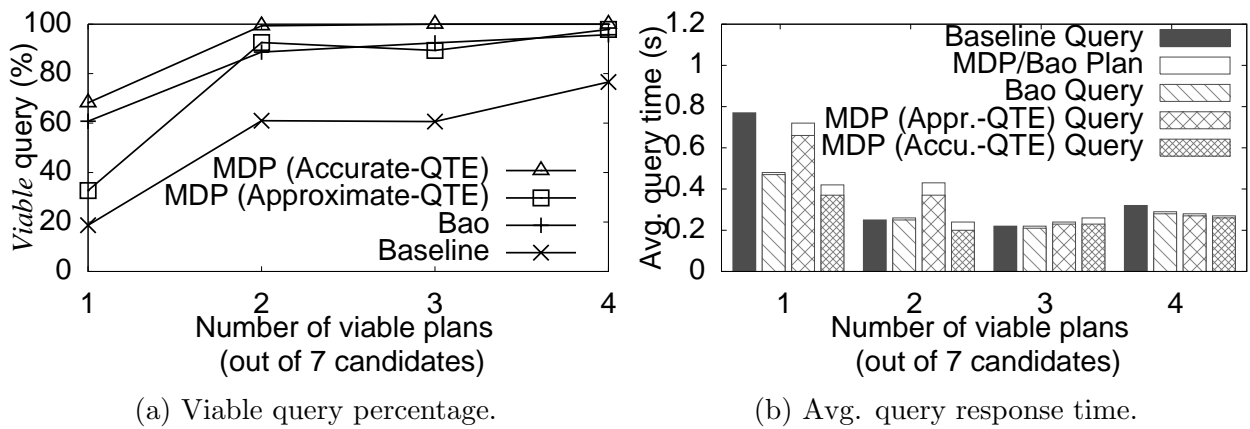 Viable query (%)
100
80
60
40
20
0
MDP (Accurate-QTE)
MDP (Approximate-QTE)
Bao
Baseline
1 2 3 4
Number of viable plans
(out of 7 candidates)
(a) Viable query percentage.
Avg. query time (s)
1.2
1
0.8
0.6
0.4
0.2
0
Baseline Query
MDP/Bao Plan
Bao Query
MDP (Appr.-QTE) Query
MDP (Accu.-QTE) Query
1 2 3 4
Number of viable plans
(out of 7 candidates)
(b) Avg. query response time.